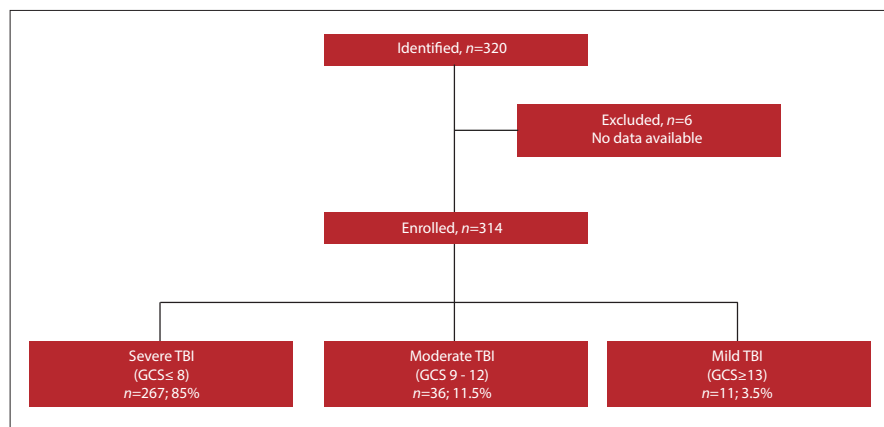 Identified, n=320
Excluded, n=6
No data available
Enrolled, n=314
Severe TBI
(GCS≤ 8)
n=267; 85%
Moderate TBI
(GCS 9 - 12)
n=36; 11.5%
Mild TBI
(GCS≥13)
n=11; 3.5%